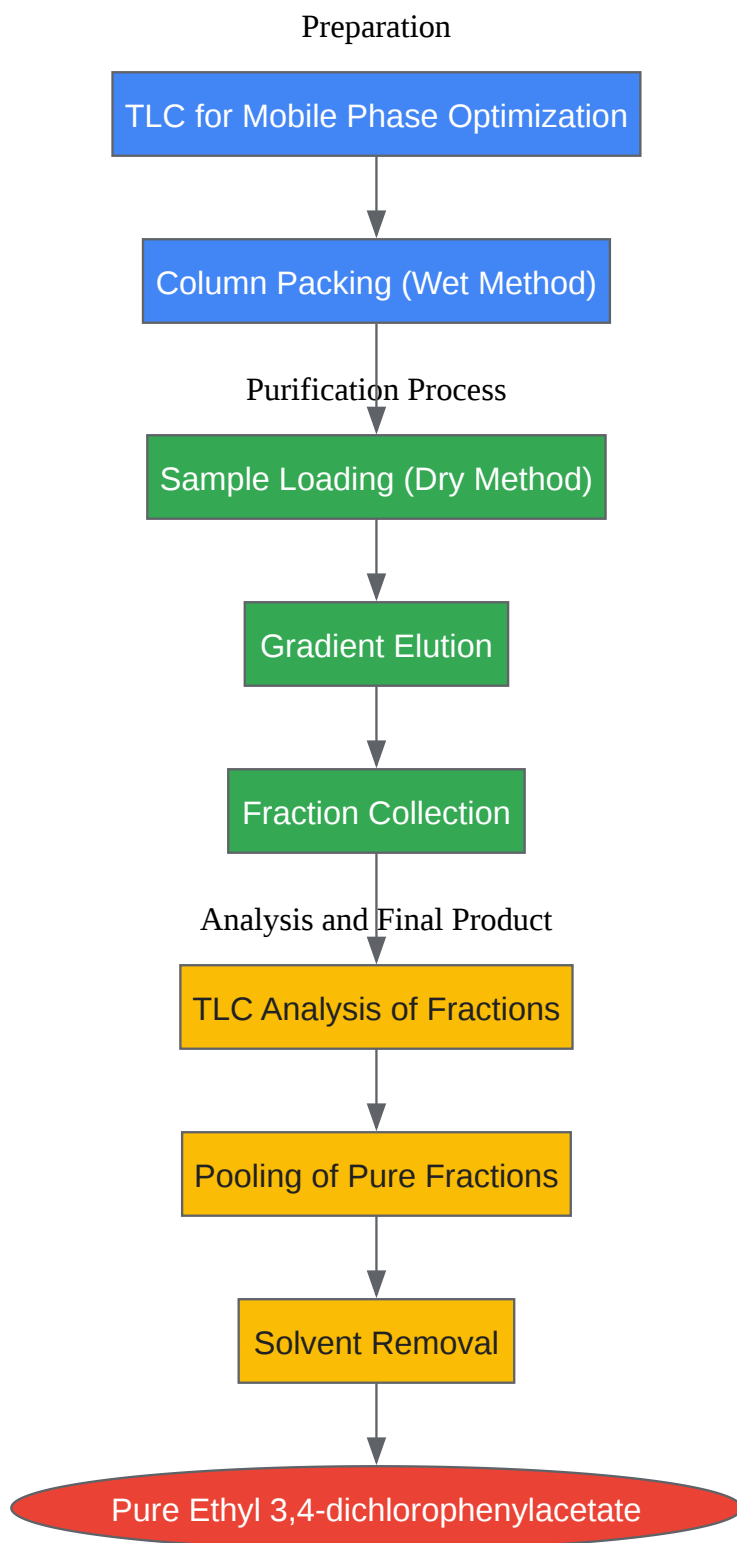 Preparation
TLC for Mobile Phase Optimization
Column Packing (Wet Method)
Purification Process
Sample Loading (Dry Method)
Gradient Elution
Fraction Collection
Analysis and Final Product
TLC Analysis of Fractions
Pooling of Pure Fractions
Solvent Removal
Pure Ethyl 3,4-dichlorophenylacetate